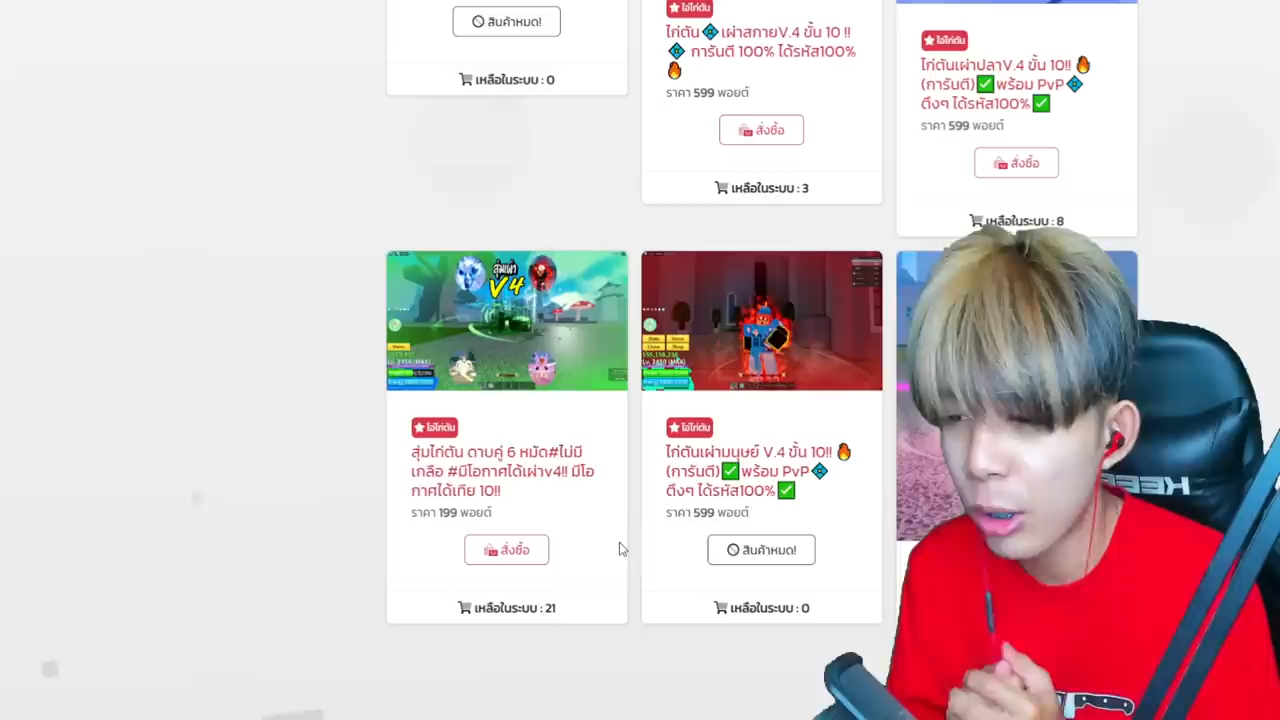 สินค้าหมด!
เหลือในระบบ : 0
ไอ้ไก่ตัน
ไก่ตัน💠เผ่าสกายV.4 ขั้น 10 !!
💠 การันตี 100% ได้รหัส100%
🔥
ราคา 599 พอยต์
สั่งซื้อ
เหลือในระบบ : 3
ไอ้ไก่ตัน
ไก่ตันเผ่าปลาV.4 ขั้น 10!! 🔥
(การันตี)✅พร้อม PvP💠
ตึงๆ ได้รหัส100%✅
ราคา 599 พอยต์
สั่งซื้อ
เหลือในระบบ : 8
สุ่มเผ่า
V4
ไอ้ไก่ตัน
สุ่มไก่ตัน ดาบคู่ 6 หมัด#ไม่มี
เกลือ #มีโอกาศได้เผ่าv4!! มีโอ
กาศได้เทีย 10!!
ราคา 199 พอยต์
สั่งซื้อ
เหลือในระบบ : 21
ไอ้ไก่ตัน
ไก่ตันเผ่ามนุษย์ V.4 ขั้น 10!! 🔥
(การันตี)✅พร้อม PvP💠
ตึงๆ ได้รหัส100%✅
ราคา 599 พอยต์
สินค้าหมด!
เหลือในระบบ : 0